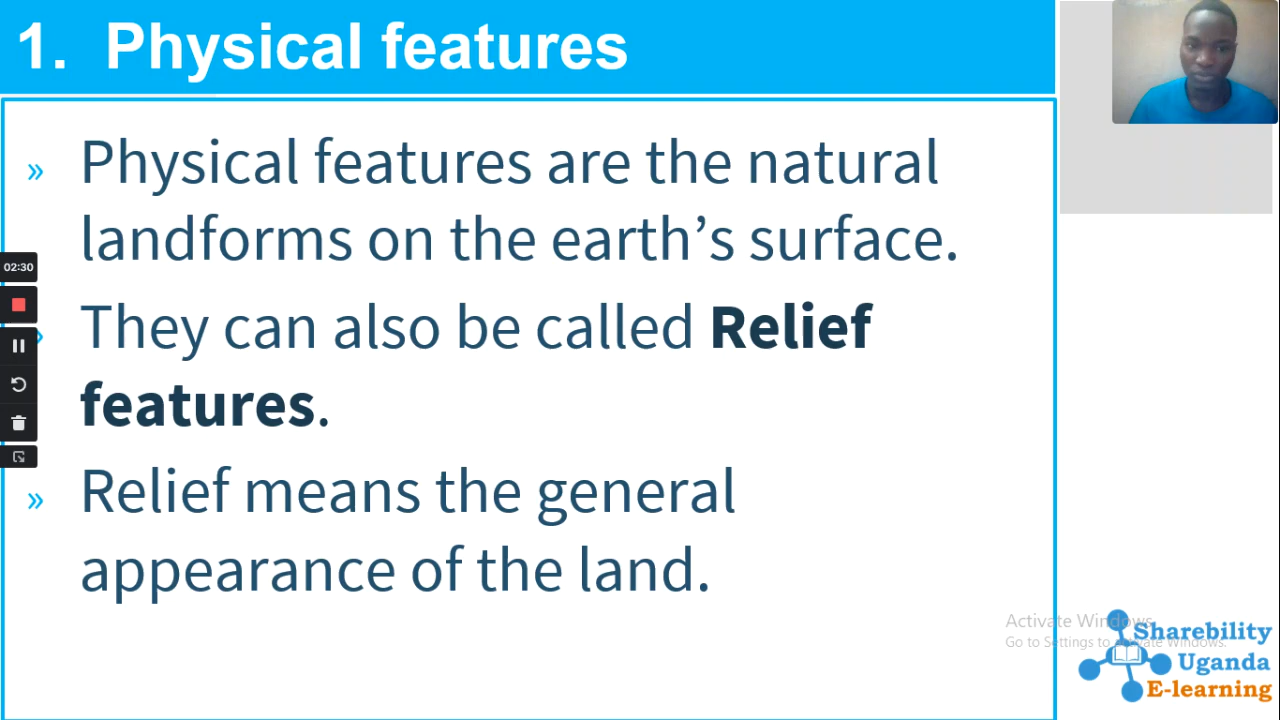 1. Physical features
» Physical features are the natural
landforms on the earth’s surface.
02:30
They can also be called Relief
features.
» Relief means the general
appearance of the land.
Activate Windows
Go to Settings to activate Windows.
Sharebility
Uganda
E-learning